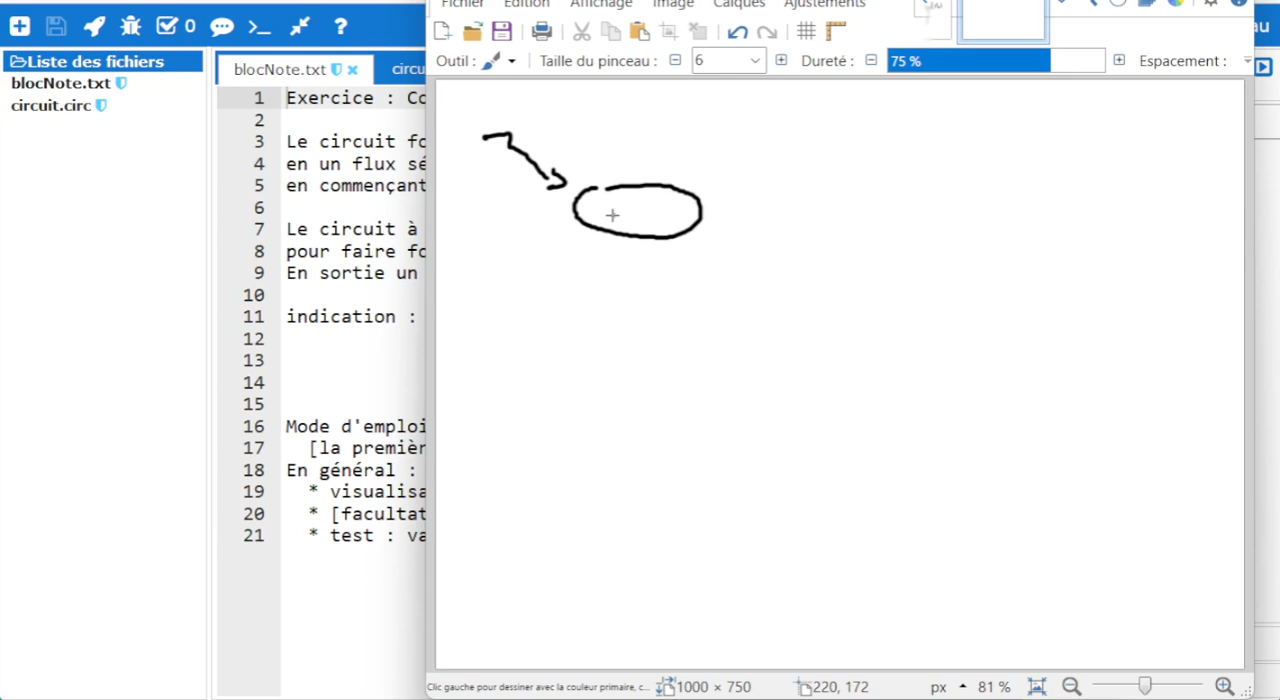 Fichier Edition Affichage Image Calques Ajustements
0 >_ ?
Liste des fichiers
blocNote.txt
circuit.circ
blocNote.txt × circu
Outil : Taille du pinceau : 6 Dureté : 75 % Espacement :
au
1 Exercice : Co
2
3 Le circuit fo
4 en un flux sé
5 en commençant
6
7 Le circuit à
8 pour faire fo
9 En sortie un
10
11 indication :
12
13
14
15
16 Mode d'emploi
17 [la premièr
18 En général :
19 * visualisa
20 * [facultat
21 * test : va
Clic gauche pour dessiner avec la couleur primaire, c... 1000 × 750 220, 172 px 81 %